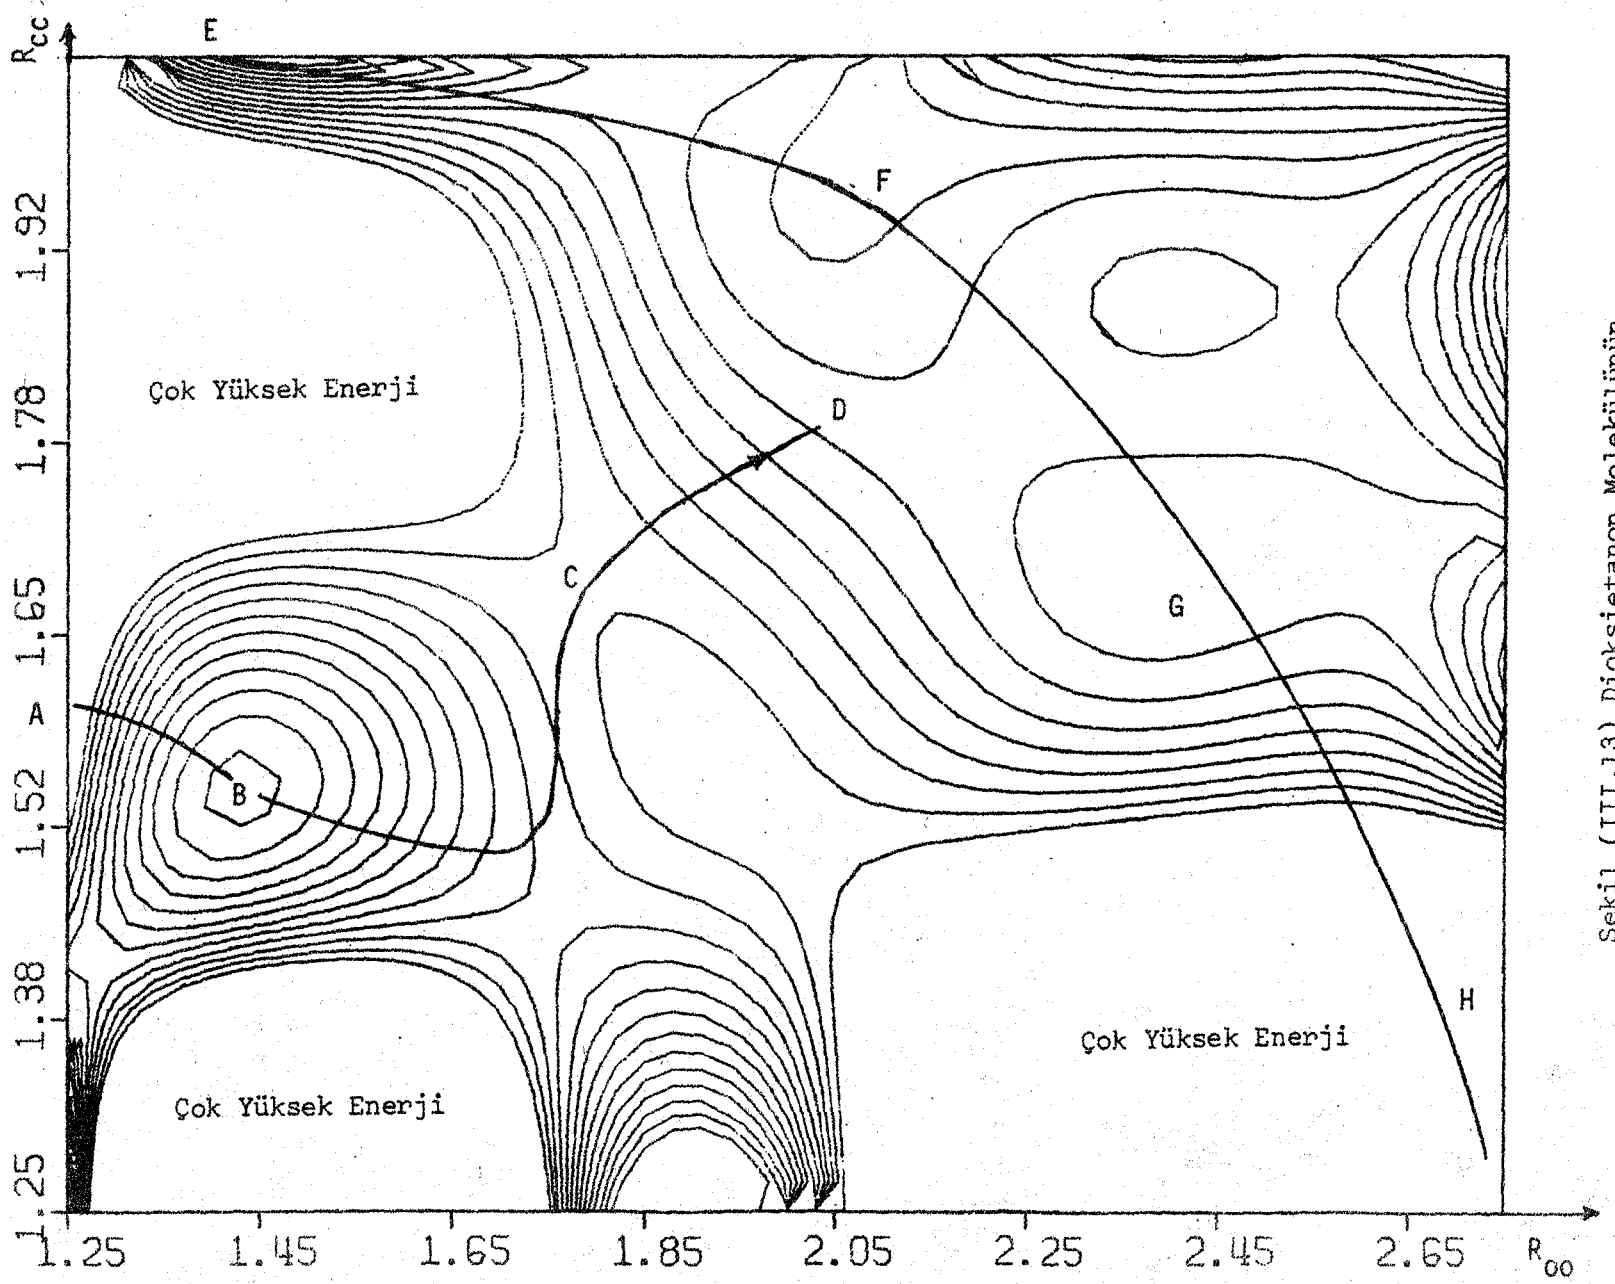 Rcc
E
F
1.92
Çok Yüksek Enerji
D
1.78
C
1.65
G
A
B
1.52
1.38
H
Çok Yüksek Enerji
Çok Yüksek Enerji
1.25
1.25 1.45 1.65 1.85 2.05 2.25 2.45 2.65 Roo
Şekil (III.13) Dioksietanon Molekülünün